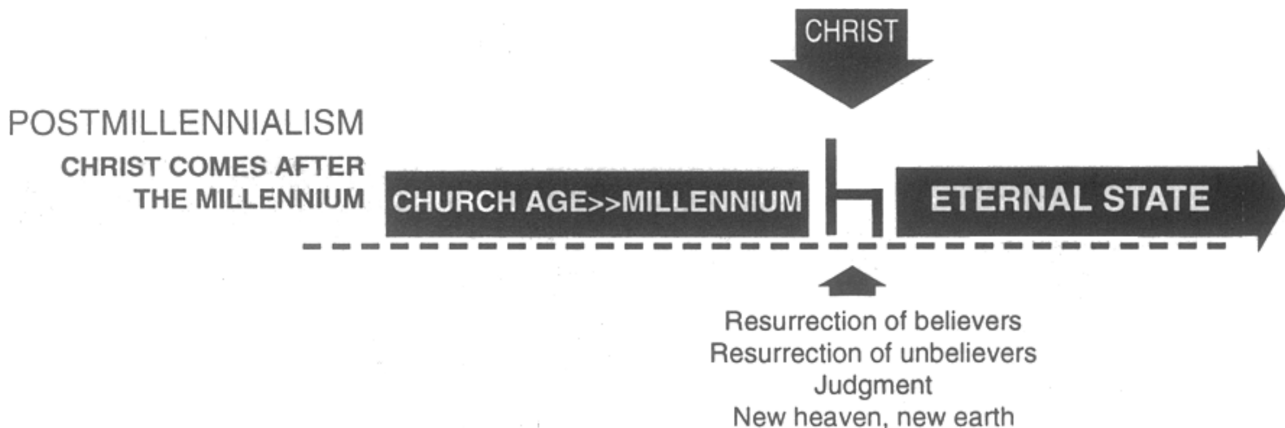 CHRIST
POSTMILLENNIALISM
CHRIST COMES AFTER
THE MILLENNIUM
CHURCH AGE>>MILLENNIUM
ETERNAL STATE
Resurrection of believers
Resurrection of unbelievers
Judgment
New heaven, new earth